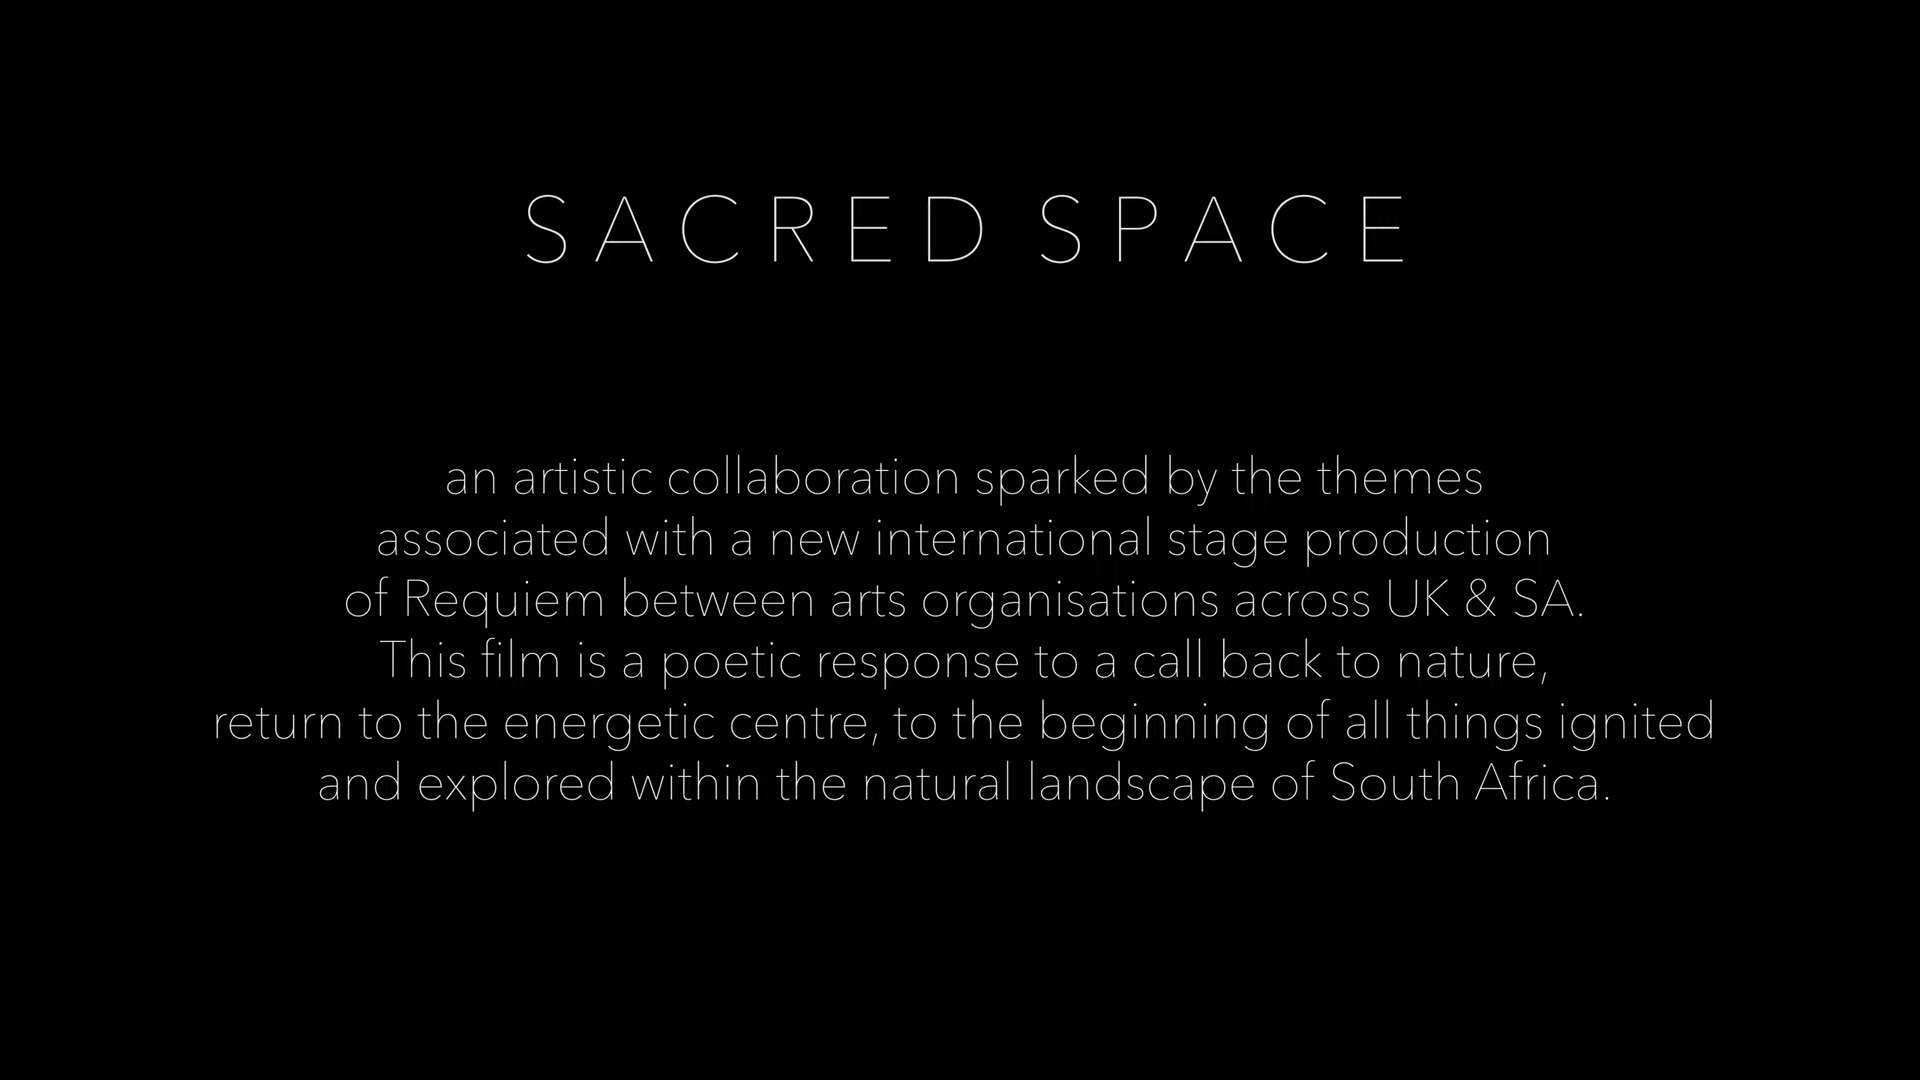 SACRED SPACE
an artistic collaboration sparked by the themes
associated with a new international stage production
of Requiem between arts organisations across UK & SA.
This film is a poetic response to a call back to nature,
return to the energetic centre, to the beginning of all things ignited
and explored within the natural landscape of South Africa.